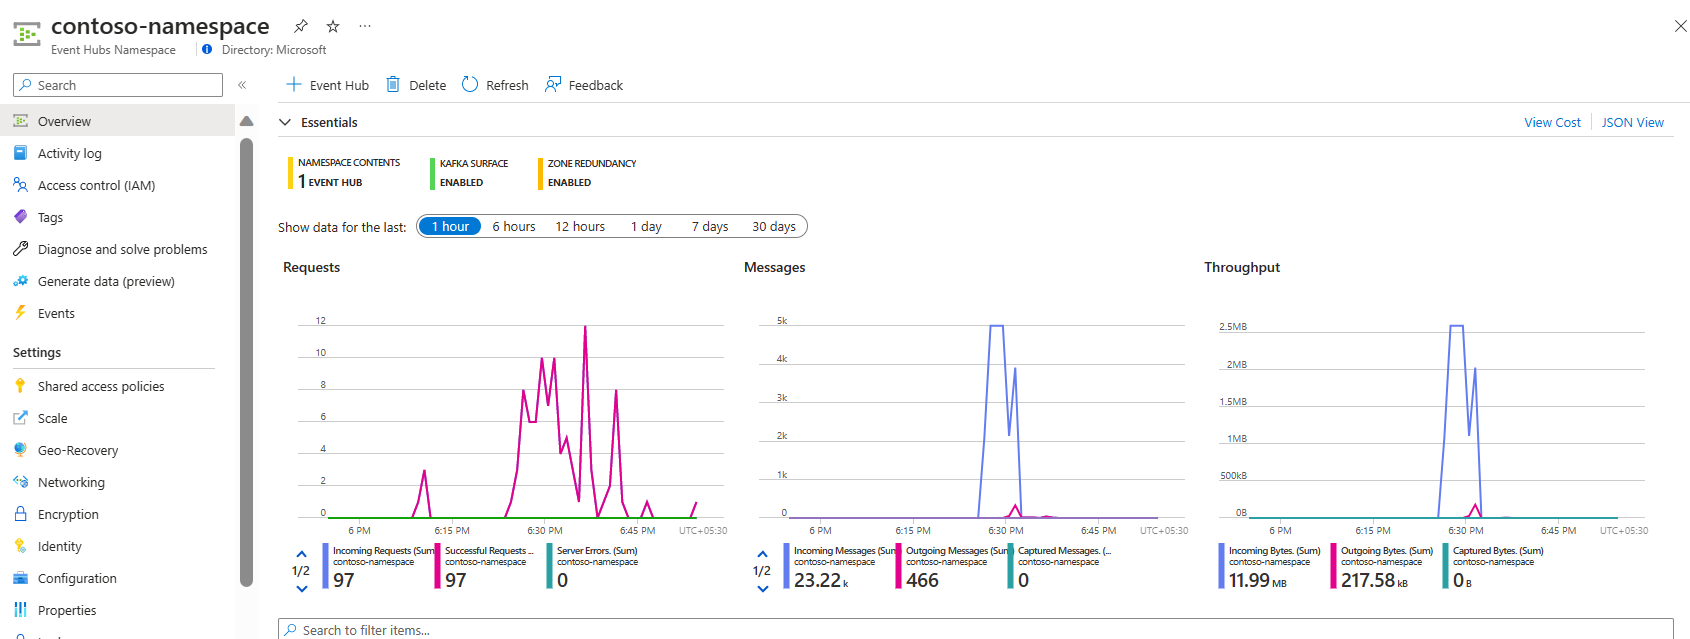 contoso-namespace
Event Hubs Namespace
Directory: Microsoft
Search
Overview
Activity log
Access control (IAM)
Tags
Diagnose and solve problems
Generate data (preview)
Events
Settings
Shared access policies
Scale
Geo-Recovery
Networking
Encryption
Identity
Configuration
Properties
Event Hub
Delete
Refresh
Feedback
Essentials
View Cost
JSON View
NAMESPACE CONTENTS
1 EVENT HUB
KAFKA SURFACE
ENABLED
ZONE REDUNDANCY
ENABLED
Show data for the last:
1 hour
6 hours
12 hours
1 day
7 days
30 days
Requests
12
10
8
6
4
2
0
6 PM
6:15 PM
6:30 PM
6:45 PM
UTC+05:30
1/2
Incoming Requests (Sum
contoso-namespace
97
Successful Requests ...
contoso-namespace
97
Server Errors. (Sum)
contoso-namespace
0
Messages
5k
4k
3k
2k
1k
0
6 PM
6:15 PM
6:30 PM
6:45 PM
UTC+05:30
1/2
Incoming Messages (Sum
contoso-namespace
23.22 k
Outgoing Messages (Sum
contoso-namespace
466
Captured Messages. (...
contoso-namespace
0
Throughput
2.5MB
2MB
1.5MB
1MB
500kB
0B
6 PM
6:15 PM
6:30 PM
6:45 PM
UTC+05:30
Incoming Bytes. (Sum)
contoso-namespace
11.99 MB
Outgoing Bytes. (Sum)
contoso-namespace
217.58 kB
Captured Bytes. (Sum)
contoso-namespace
0 B
Search to filter items...